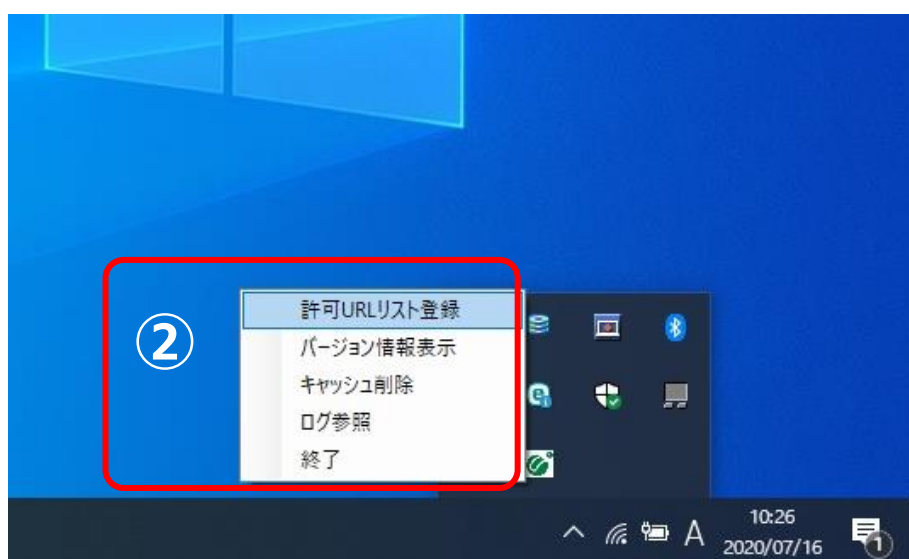 ②
許可URLリスト登録
バージョン情報表示
キャッシュ削除
ログ参照
終了
A
10:26
2020/07/16
1